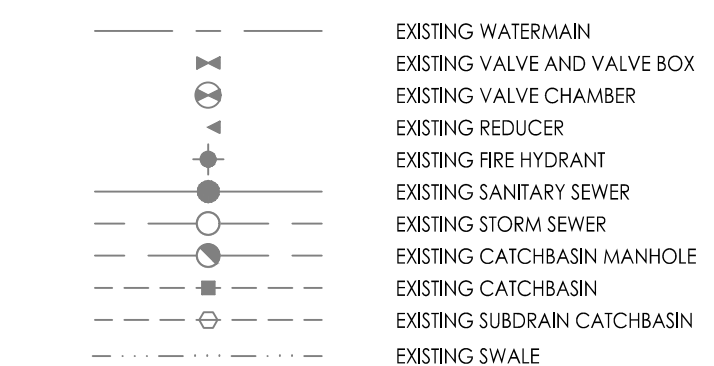 EXISTING WATERMAIN
EXISTING VALVE AND VALVE BOX
EXISTING VALVE CHAMBER
EXISTING REDUCER
EXISTING FIRE HYDRANT
EXISTING SANITARY SEWER
EXISTING STORM SEWER
EXISTING CATCHBASIN MANHOLE
EXISTING CATCHBASIN
EXISTING SUBDRAIN CATCHBASIN
EXISTING SWALE